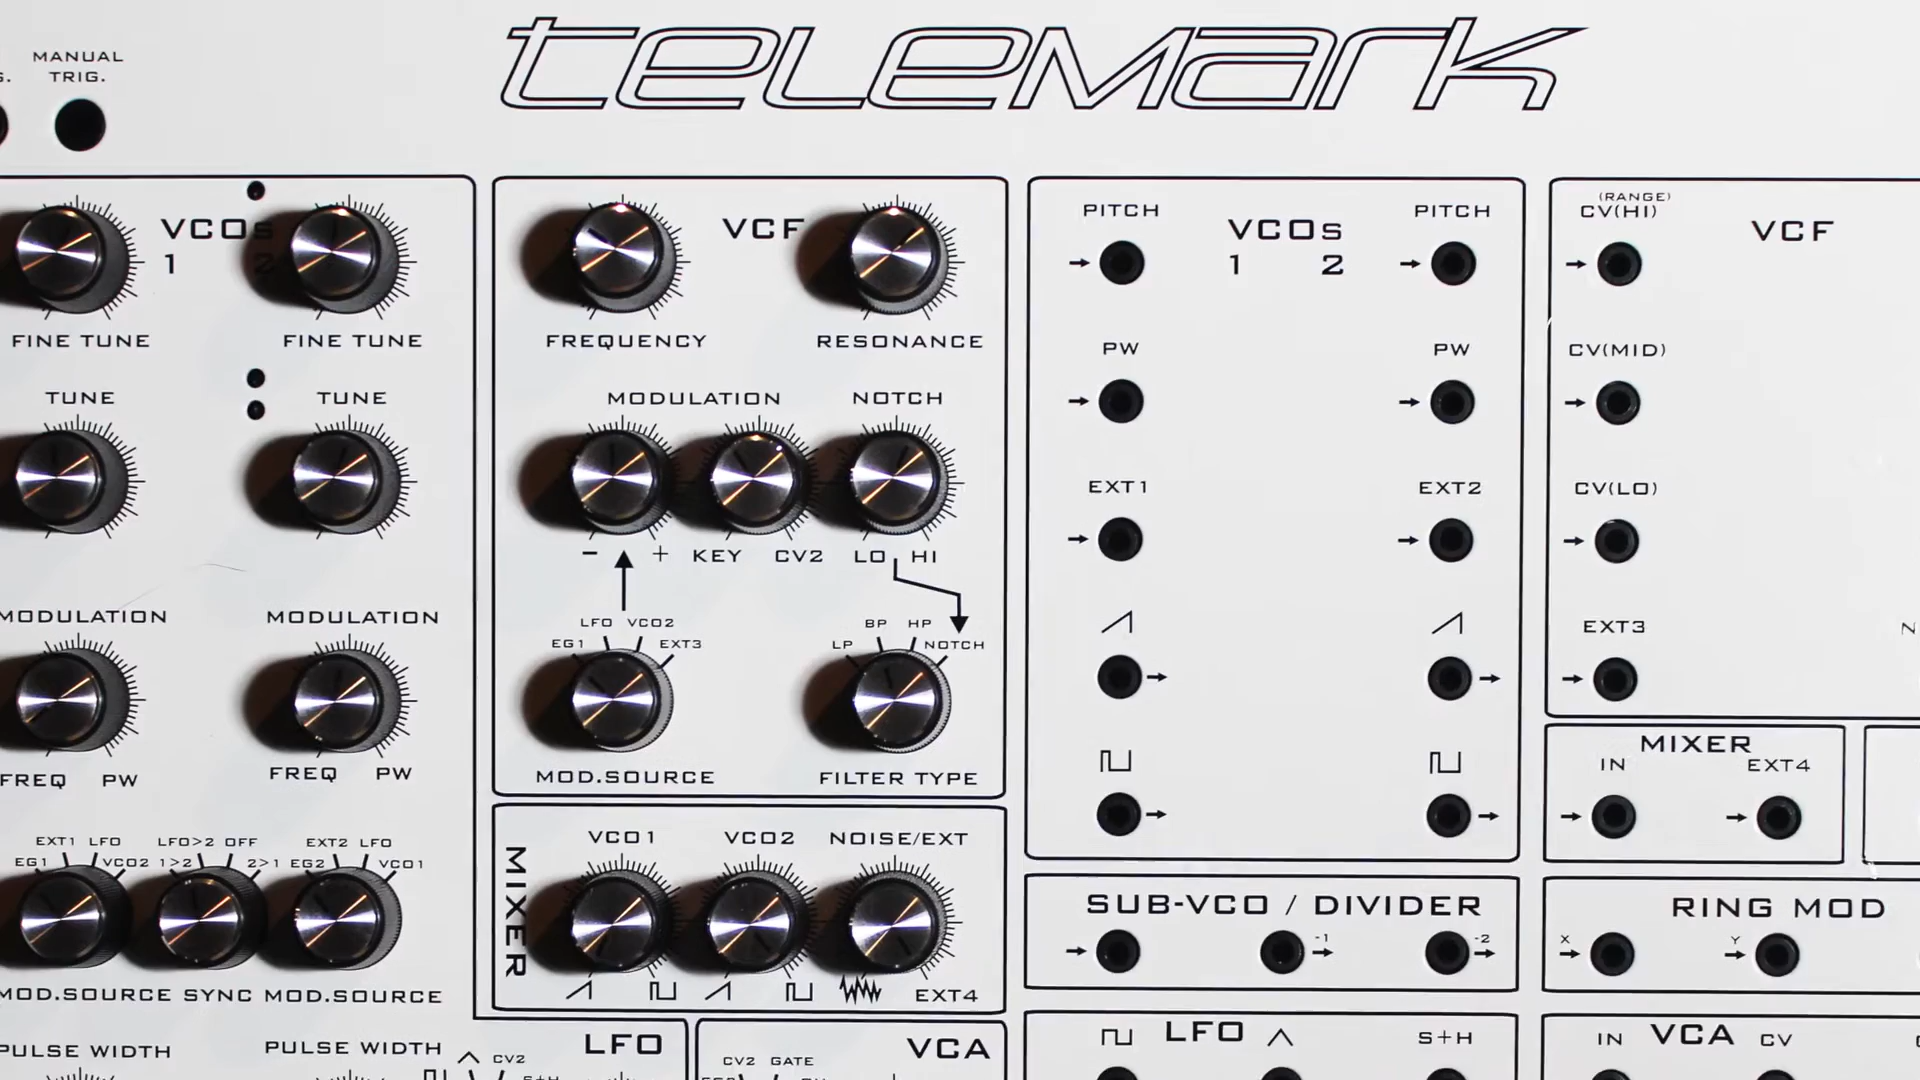 telemark
MANUAL
TRIG.
VCOs
1 2
FINE TUNE
FINE TUNE
TUNE
TUNE
MODULATION
MODULATION
FREQ PW
FREQ PW
EXT1 LFO
EG1 VCO2
LFO>2 OFF
1>2 2>1
EXT2 LFO
EG2 VCO1
MOD.SOURCE SYNC MOD.SOURCE
PULSE WIDTH
PULSE WIDTH
VCF
FREQUENCY
RESONANCE
MODULATION
NOTCH
- +
KEY CV2
LO HI
LFO VCO2
EG1 EXT3
BP HP
LP NOTCH
MOD.SOURCE
FILTER TYPE
MIXER
VCO1
VCO2
NOISE/EXT
EXT4
LFO
CV2
S+H
VCA
CV2 GATE
PITCH
VCOs
1 2
PITCH
PW
PW
EXT1
EXT2
SUB-VCO / DIVIDER
-1
-2
LFO
S+H
(RANGE)
CV(HI)
VCF
CV(MID)
CV(LO)
EXT3
MIXER
IN
EXT4
RING MOD
X
Y
VCA
IN
CV